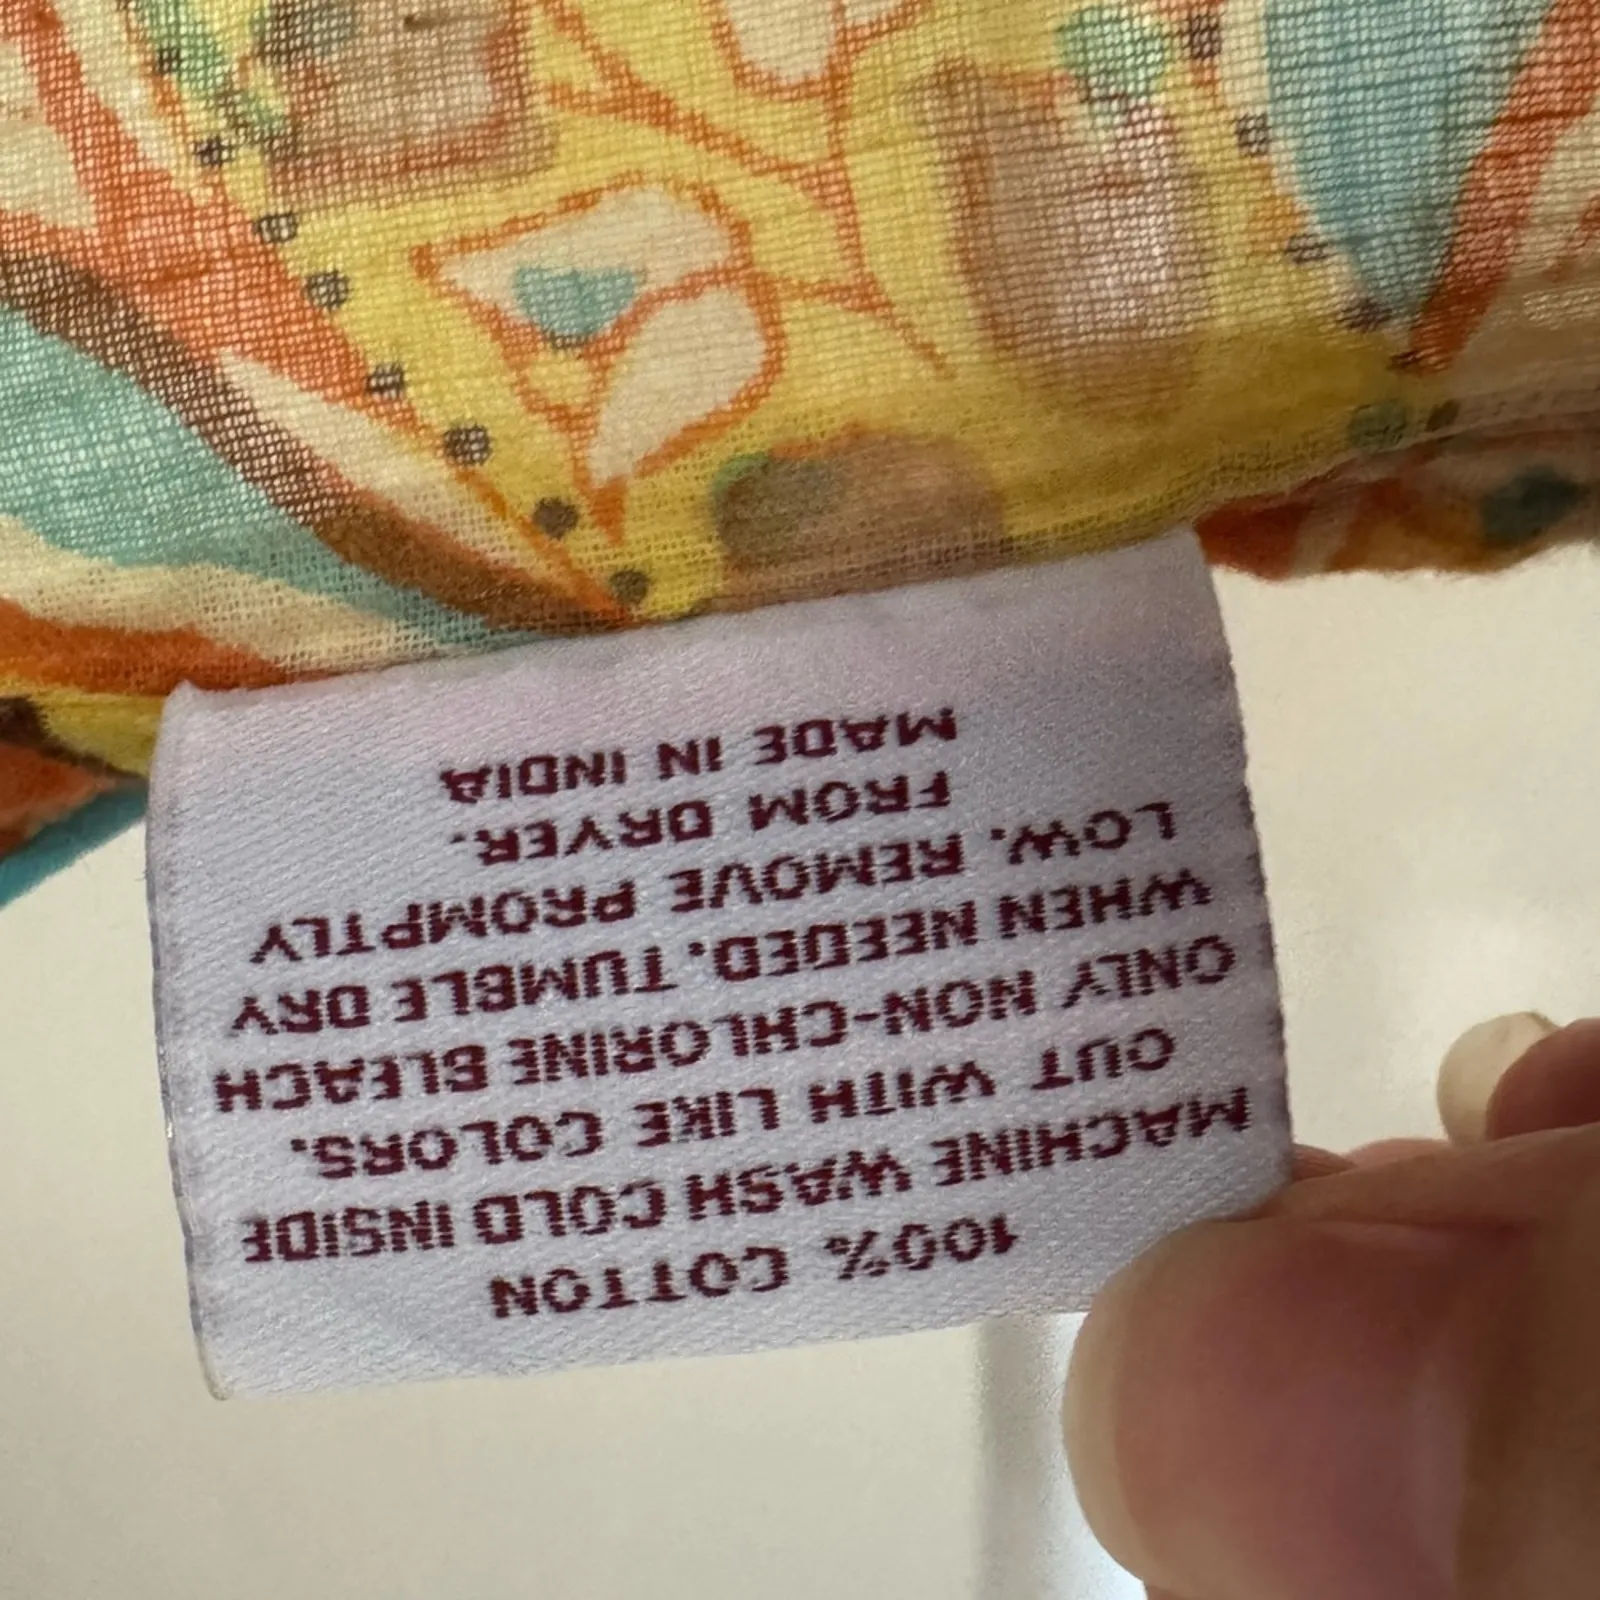 100% COTTON
MACHINE WASH COLD INSIDE
OUT WITH LIKE COLORS.
ONLY NON-CHLORINE BLEACH
WHEN NEEDED. TUMBLE DRY
LOW. REMOVE PROMPTLY
FROM DRYER.
MADE IN INDIA